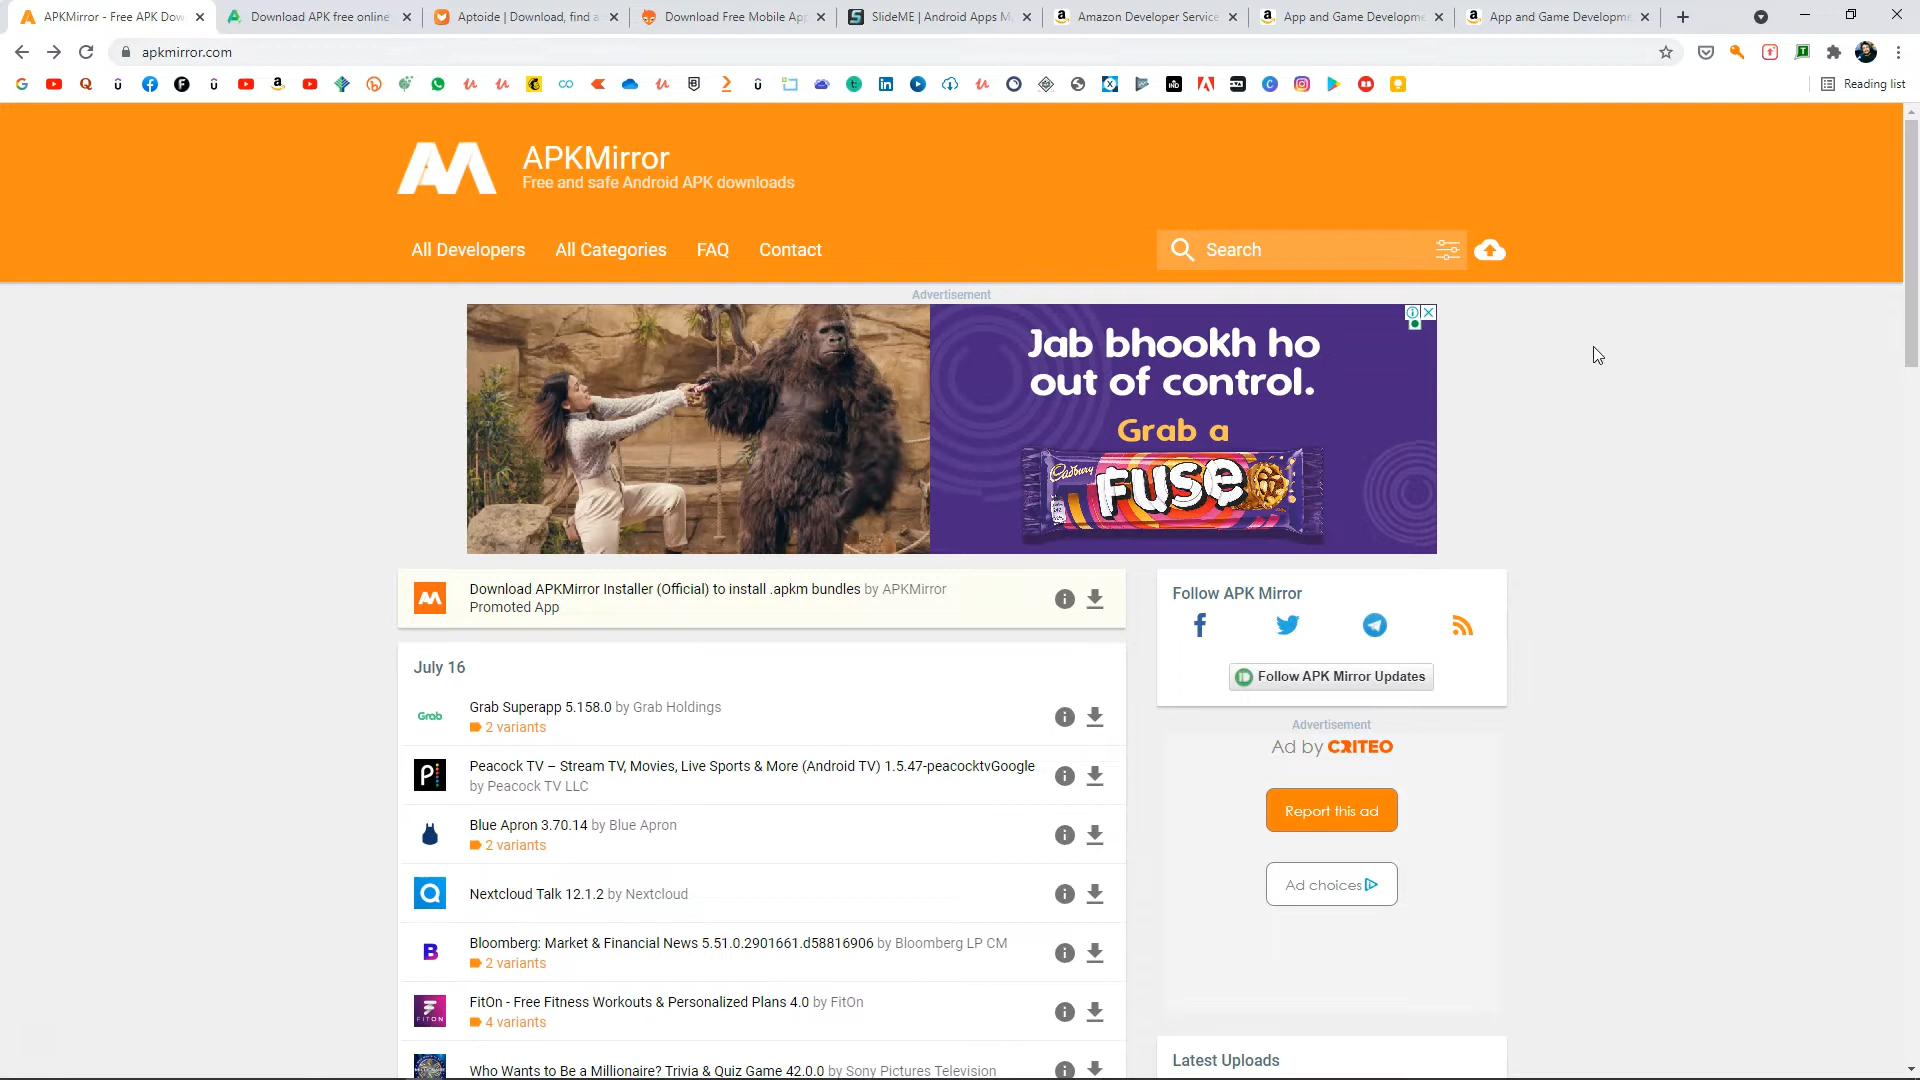 APKMirror - Free APK Dow
Download APK free online
Aptoide | Download, find a
Download Free Mobile App
SlideME | Android Apps M
Amazon Developer Service
App and Game Developme
App and Game Developme
apkmirror.com
Reading list
APKMirror
Free and safe Android APK downloads
All Developers
All Categories
FAQ
Contact
Search
Advertisement
Jab bhookh ho
out of control.
Grab a
Cadbury
FUSE
Download APKMirror Installer (Official) to install .apkm bundles by APKMirror
Promoted App
Follow APK Mirror
Follow APK Mirror Updates
July 16
Grab
Grab Superapp 5.158.0 by Grab Holdings
2 variants
Advertisement
Ad by CRITEO
Report this ad
Ad choices
Peacock TV – Stream TV, Movies, Live Sports & More (Android TV) 1.5.47-peacocktvGoogle
by Peacock TV LLC
Blue Apron 3.70.14 by Blue Apron
2 variants
Nextcloud Talk 12.1.2 by Nextcloud
B
Bloomberg: Market & Financial News 5.51.0.2901661.d58816906 by Bloomberg LP CM
2 variants
FITON
FitOn - Free Fitness Workouts & Personalized Plans 4.0 by FitOn
4 variants
Who Wants to Be a Millionaire? Trivia & Quiz Game 42.0.0 by Sony Pictures Television
Latest Uploads